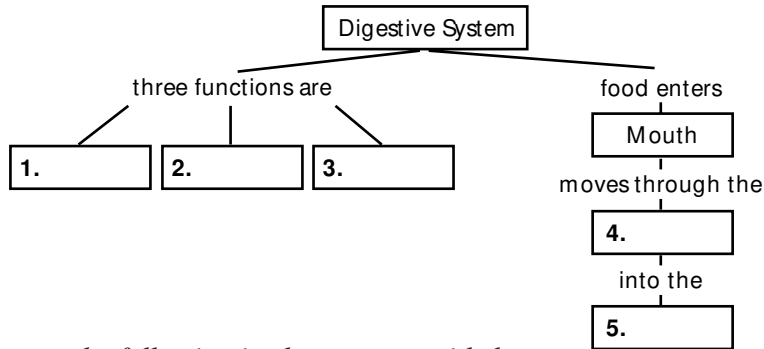 Digestive System
three functions are
food enters
Mouth
1.
2.
3.
moves through the
4.
into the
5.